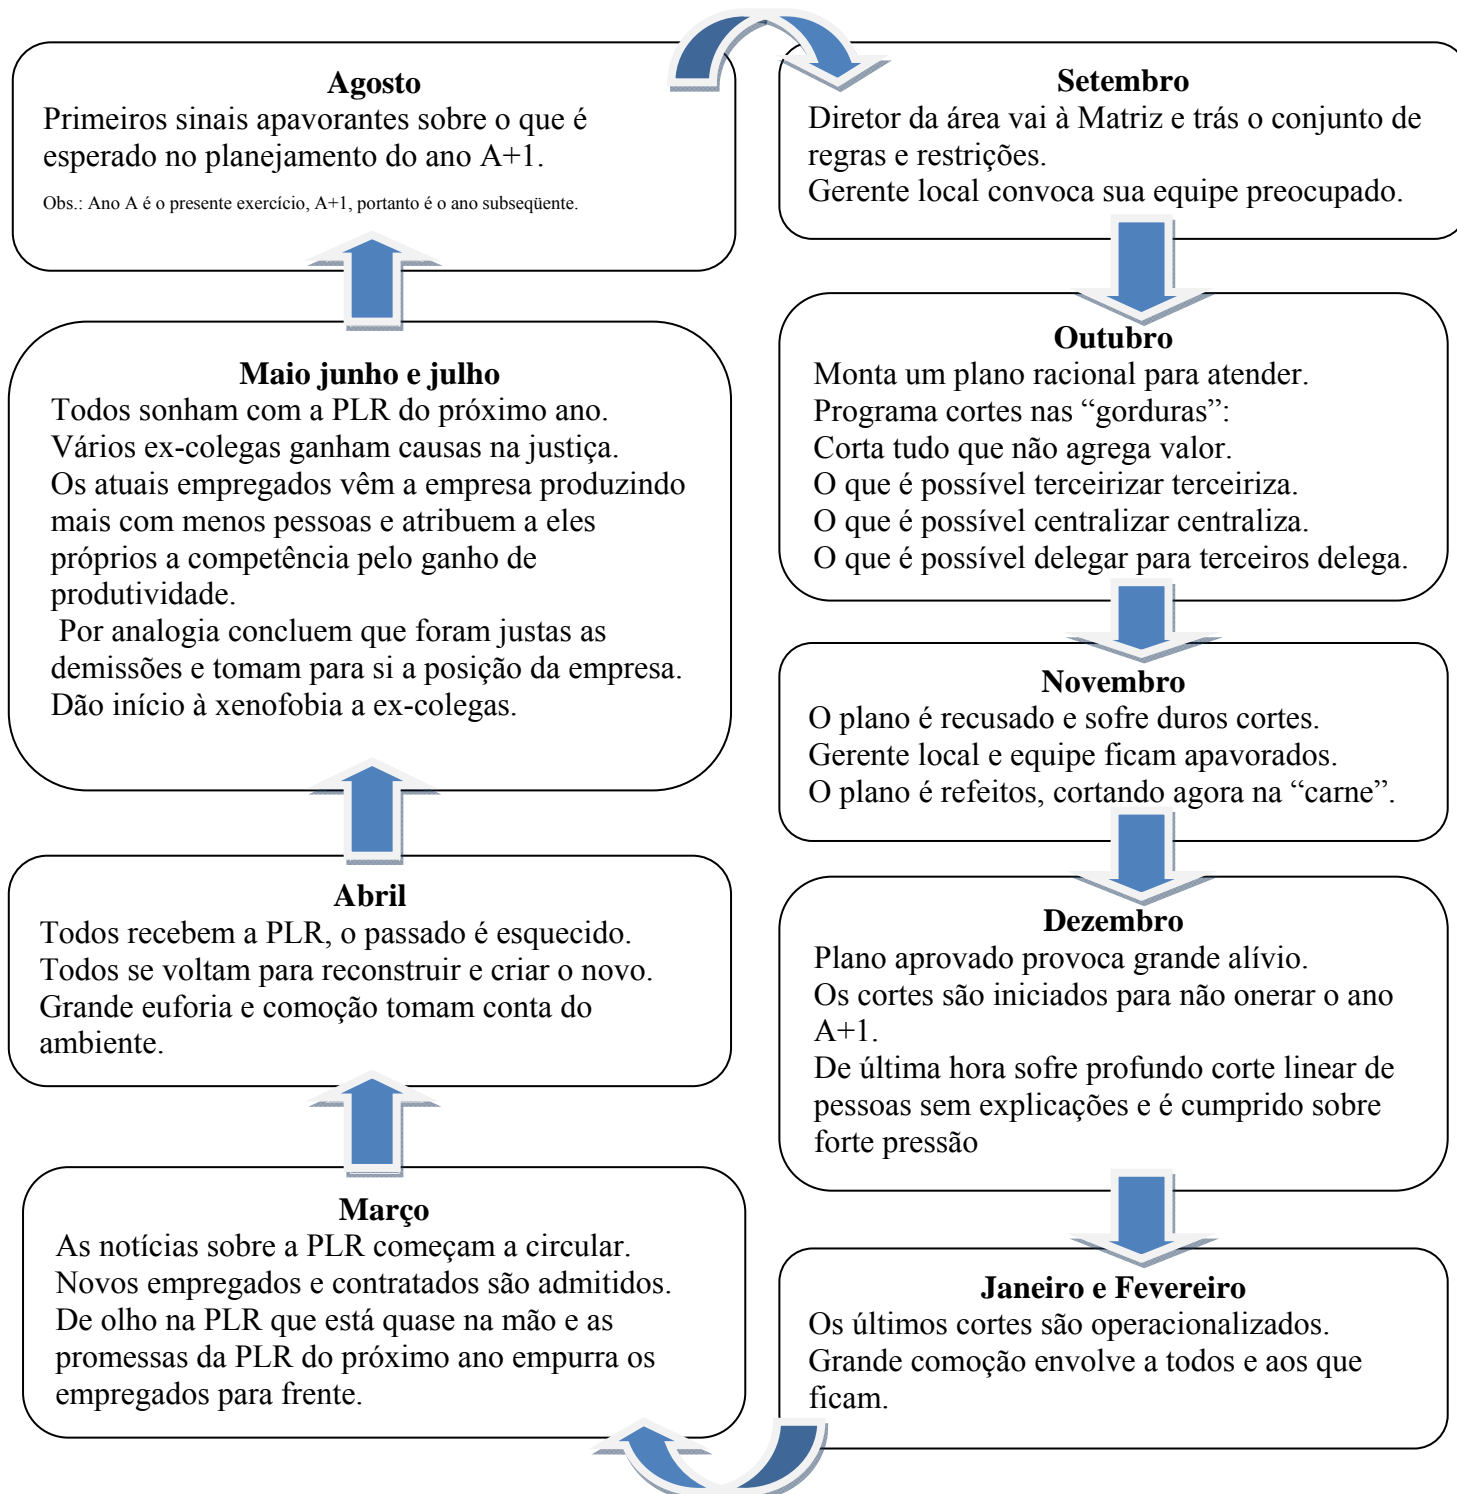 Agosto
Primeiros sinais apavorantes sobre o que é
esperado no planejamento do ano A+1.
Obs.: Ano A é o presente exercício, A+1, portanto é o ano subseqüente.
Setembro
Diretor da área vai à Matriz e trás o conjunto de
regras e restrições.
Gerente local convoca sua equipe preocupado.
Outubro
Monta um plano racional para atender.
Programa cortes nas “gorduras”:
Corta tudo que não agrega valor.
O que é possível terceirizar terceiriza.
O que é possível centralizar centraliza.
O que é possível delegar para terceiros delega.
Novembro
O plano é recusado e sofre duros cortes.
Gerente local e equipe ficam apavorados.
O plano é refeitos, cortando agora na “carne”.
Dezembro
Plano aprovado provoca grande alívio.
Os cortes são iniciados para não onerar o ano
A+1.
De última hora sofre profundo corte linear de
pessoas sem explicações e é cumprido sobre
forte pressão
Janeiro e Fevereiro
Os últimos cortes são operacionalizados.
Grande comoção envolve a todos e aos que
ficam.
Março
As notícias sobre a PLR começam a circular.
Novos empregados e contratados são admitidos.
De olho na PLR que está quase na mão e as
promessas da PLR do próximo ano empurra os
empregados para frente.
Abril
Todos recebem a PLR, o passado é esquecido.
Todos se voltam para reconstruir e criar o novo.
Grande euforia e comoção tomam conta do
ambiente.
Maio junho e julho
Todos sonham com a PLR do próximo ano.
Vários ex-colegas ganham causas na justiça.
Os atuais empregados vêm a empresa produzindo
mais com menos pessoas e atribuem a eles
próprios a competência pelo ganho de
produtividade.
Por analogia concluem que foram justas as
demissões e tomam para si a posição da empresa.
Dão início à xenofobia a ex-colegas.